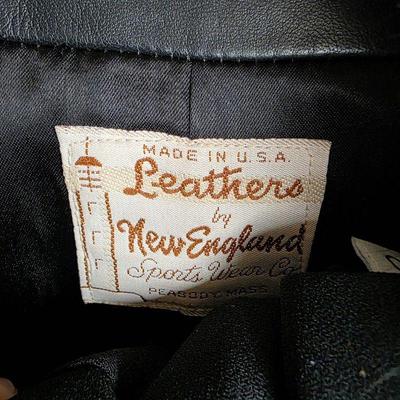 MADE IN U.S.A.
Leathers
by
New England
Sports Wear Co.
PEABODY, MASS.